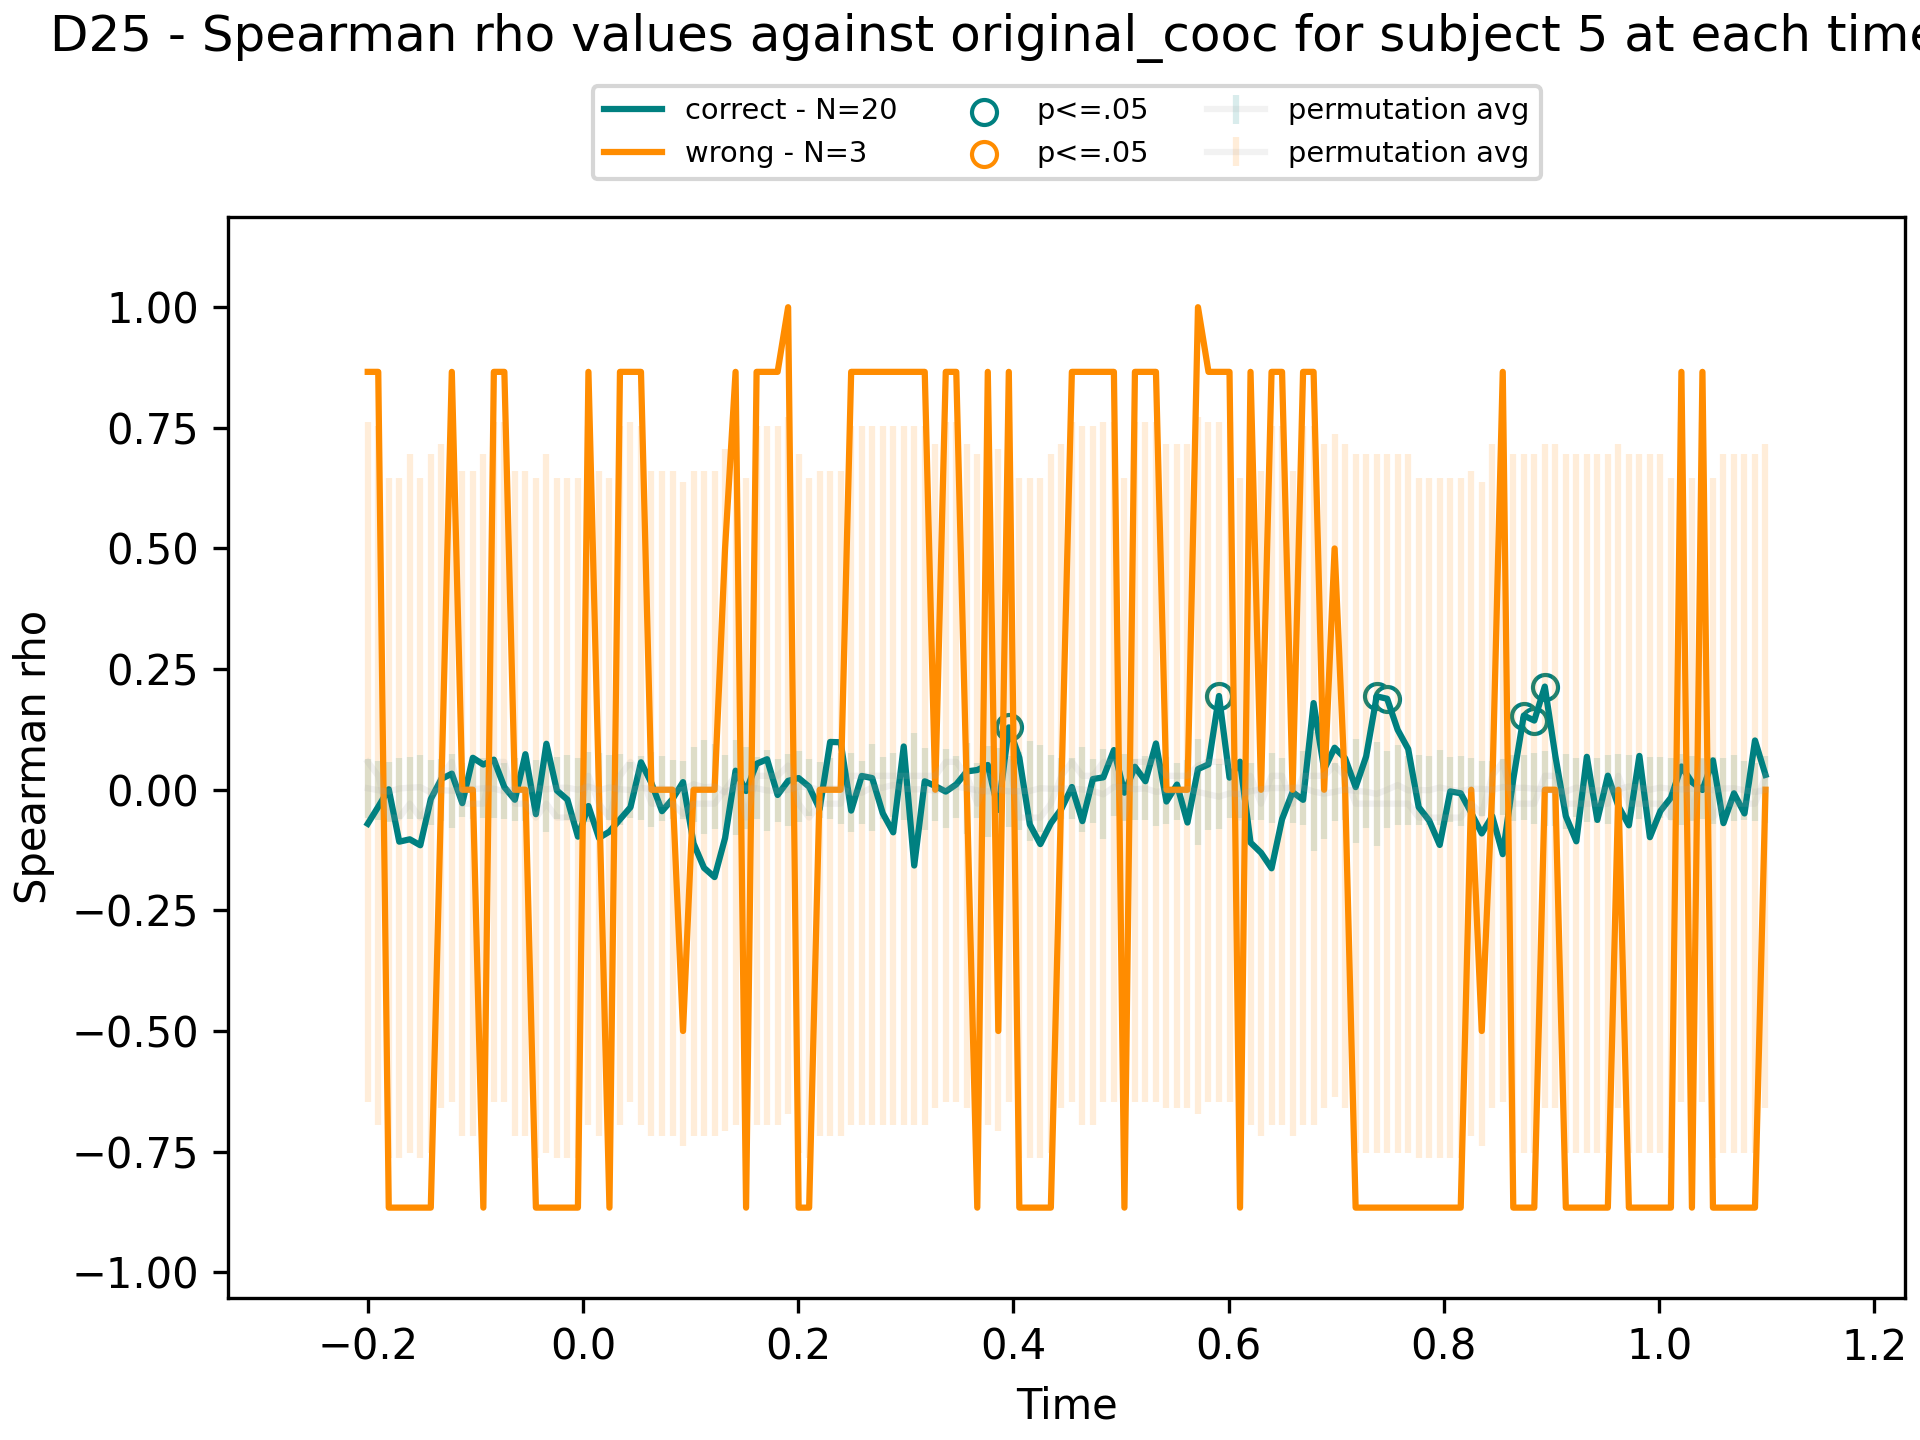 D25 - Spearman rho values against original_cooc for subject 5 at each time
correct - N=20 p<=.05 permutation avg
wrong - N=3 p<=.05 permutation avg
1.00
0.75
0.50
0.25
0.00
−0.25
−0.50
−0.75
−1.00
Spearman rho
−0.2 0.0 0.2 0.4 0.6 0.8 1.0 1.2
Time